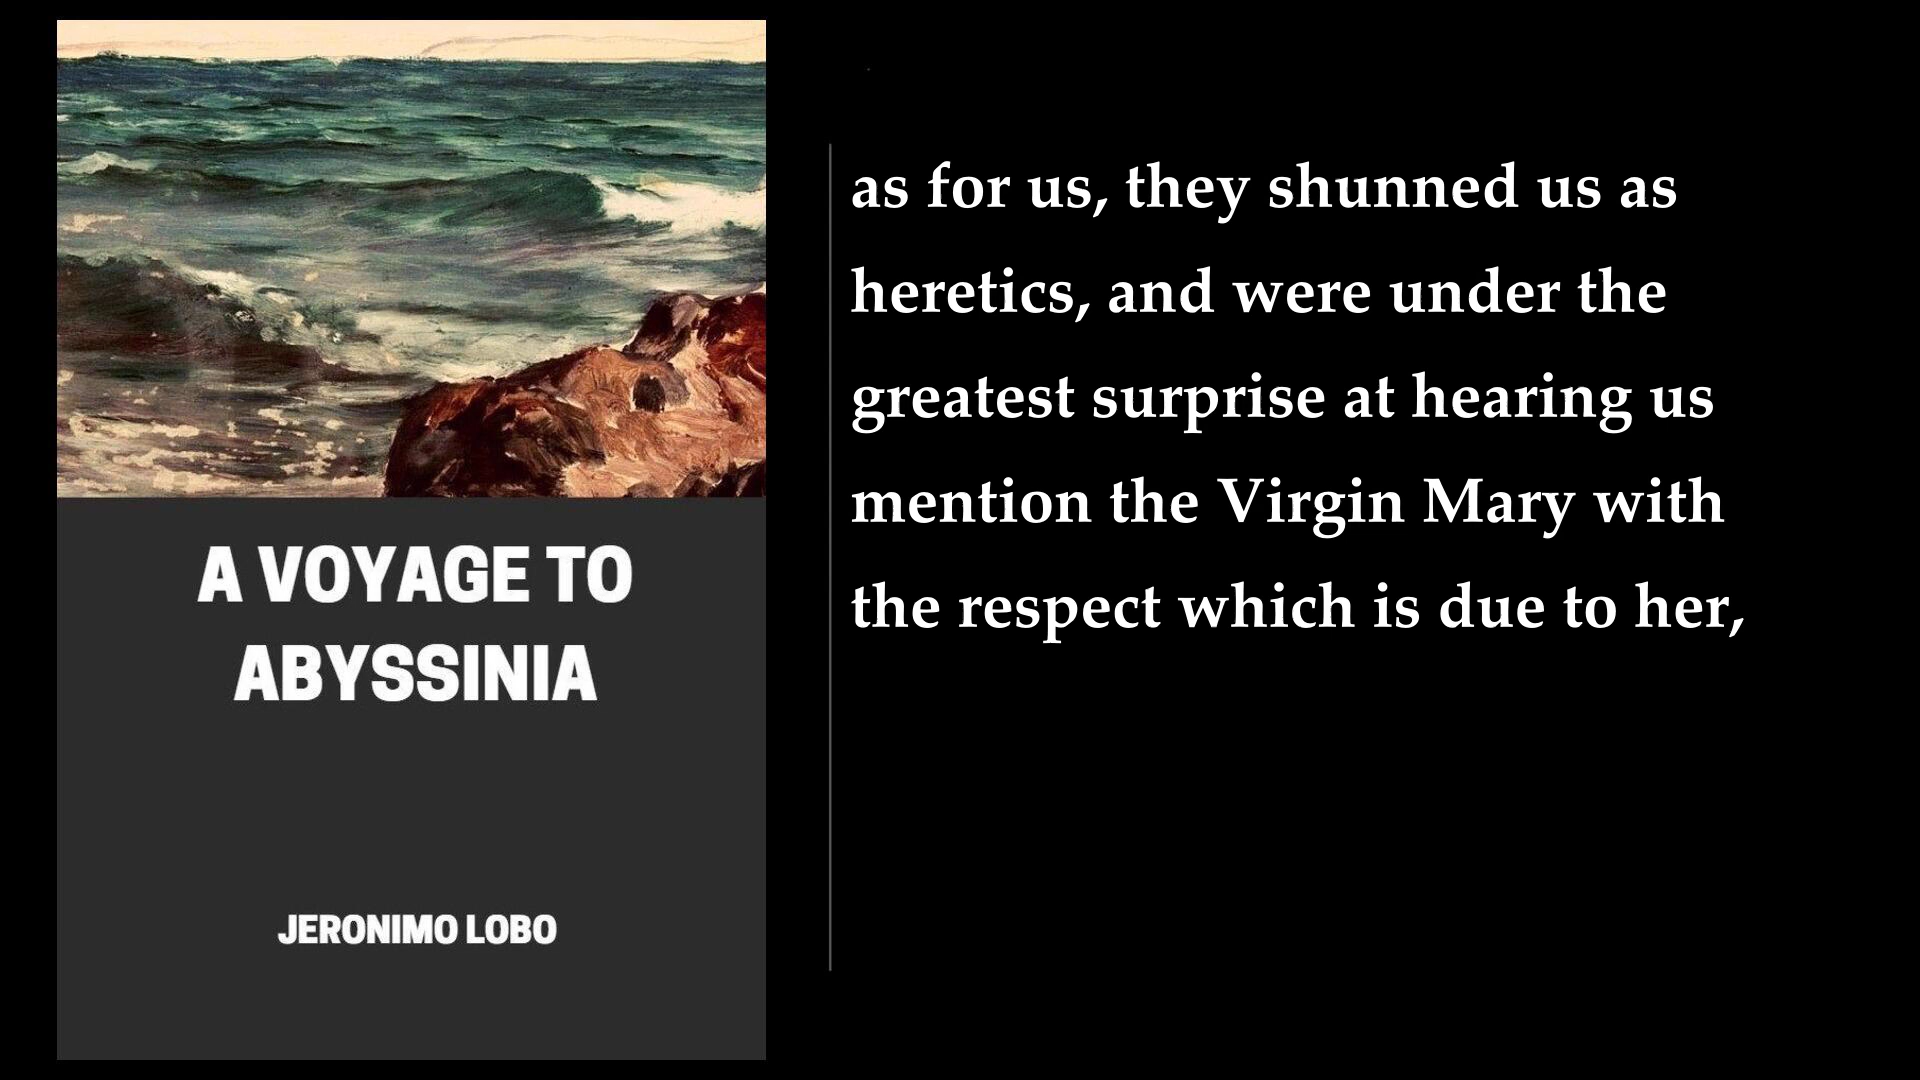 A VOYAGE TO
ABYSSINIA
JERONIMO LOBO
as for us, they shunned us as
heretics, and were under the
greatest surprise at hearing us
mention the Virgin Mary with
the respect which is due to her,